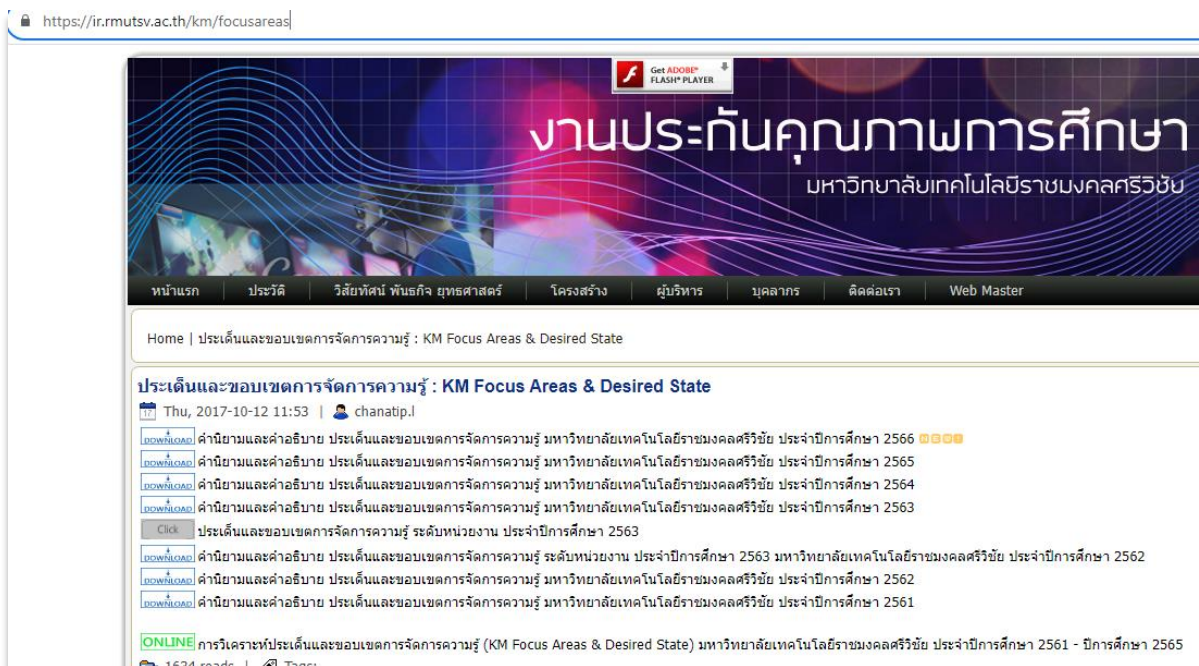 https://ir.rmutsv.ac.th/km/focusareas
Get ADOBE®
FLASH® PLAYER
งานประกันคุณภาพการศึกษา
มหาวิทยาลัยเทคโนโลยีราชมงคลศรีวิชัย
หน้าแรก ประวัติ วิสัยทัศน์ พันธกิจ ยุทธศาสตร์ โครงสร้าง ผู้บริหาร บุคลากร ติดต่อเรา Web Master
Home | ประเด็นและขอบเขตการจัดการความรู้ : KM Focus Areas & Desired State
ประเด็นและขอบเขตการจัดการความรู้ : KM Focus Areas & Desired State
17 Thu, 2017-10-12 11:53 | chanatip.l
DOWNLOAD คำนิยามและคำอธิบาย ประเด็นและขอบเขตการจัดการความรู้ มหาวิทยาลัยเทคโนโลยีราชมงคลศรีวิชัย ประจำปีการศึกษา 2566 NEW!
DOWNLOAD คำนิยามและคำอธิบาย ประเด็นและขอบเขตการจัดการความรู้ มหาวิทยาลัยเทคโนโลยีราชมงคลศรีวิชัย ประจำปีการศึกษา 2565
DOWNLOAD คำนิยามและคำอธิบาย ประเด็นและขอบเขตการจัดการความรู้ มหาวิทยาลัยเทคโนโลยีราชมงคลศรีวิชัย ประจำปีการศึกษา 2564
DOWNLOAD คำนิยามและคำอธิบาย ประเด็นและขอบเขตการจัดการความรู้ มหาวิทยาลัยเทคโนโลยีราชมงคลศรีวิชัย ประจำปีการศึกษา 2563
Click ประเด็นและขอบเขตการจัดการความรู้ ระดับหน่วยงาน ประจำปีการศึกษา 2563
DOWNLOAD คำนิยามและคำอธิบาย ประเด็นและขอบเขตการจัดการความรู้ ระดับหน่วยงาน ประจำปีการศึกษา 2563 มหาวิทยาลัยเทคโนโลยีราชมงคลศรีวิชัย ประจำปีการศึกษา 2562
DOWNLOAD คำนิยามและคำอธิบาย ประเด็นและขอบเขตการจัดการความรู้ มหาวิทยาลัยเทคโนโลยีราชมงคลศรีวิชัย ประจำปีการศึกษา 2562
DOWNLOAD คำนิยามและคำอธิบาย ประเด็นและขอบเขตการจัดการความรู้ มหาวิทยาลัยเทคโนโลยีราชมงคลศรีวิชัย ประจำปีการศึกษา 2561
ONLINE การวิเคราะห์ประเด็นและขอบเขตการจัดการความรู้ (KM Focus Areas & Desired State) มหาวิทยาลัยเทคโนโลยีราชมงคลศรีวิชัย ประจำปีการศึกษา 2561 - ปีการศึกษา 2565
1634 reads | Tags: